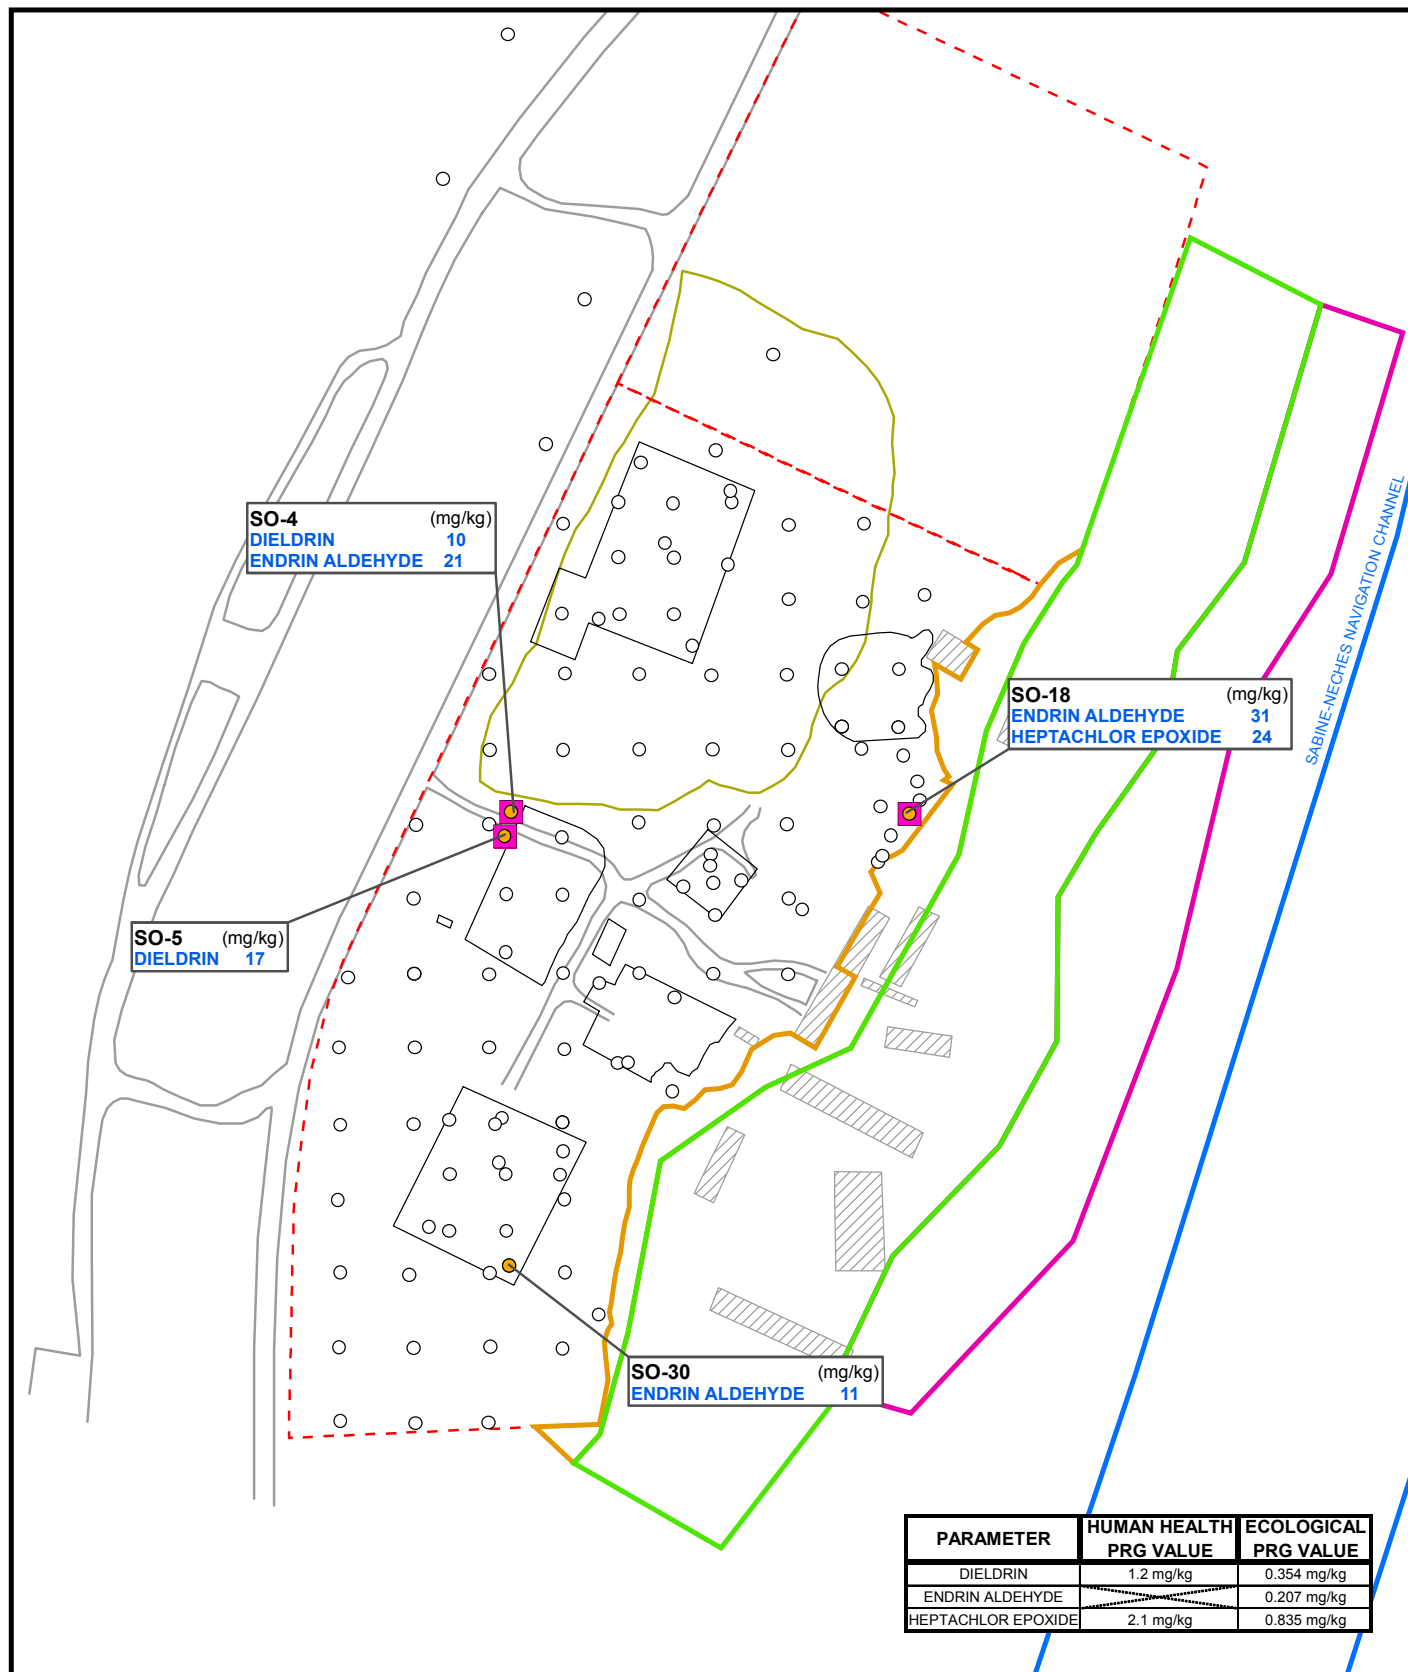 SO-4 (mg/kg)
DIELDRIN 10
ENDRIN ALDEHYDE 21
SABINE-NECHES NAVIGATION CHANNEL
SO-18 (mg/kg)
ENDRIN ALDEHYDE 31
HEPTACHLOR EPOXIDE 24
SO-5 (mg/kg)
DIELDRIN 17
SO-30 (mg/kg)
ENDRIN ALDEHYDE 11
PARAMETER HUMAN HEALTH PRG VALUE ECOLOGICAL PRG VALUE
DIELDRIN 1.2 mg/kg 0.354 mg/kg
ENDRIN ALDEHYDE 0.207 mg/kg
HEPTACHLOR EPOXIDE 2.1 mg/kg 0.835 mg/kg